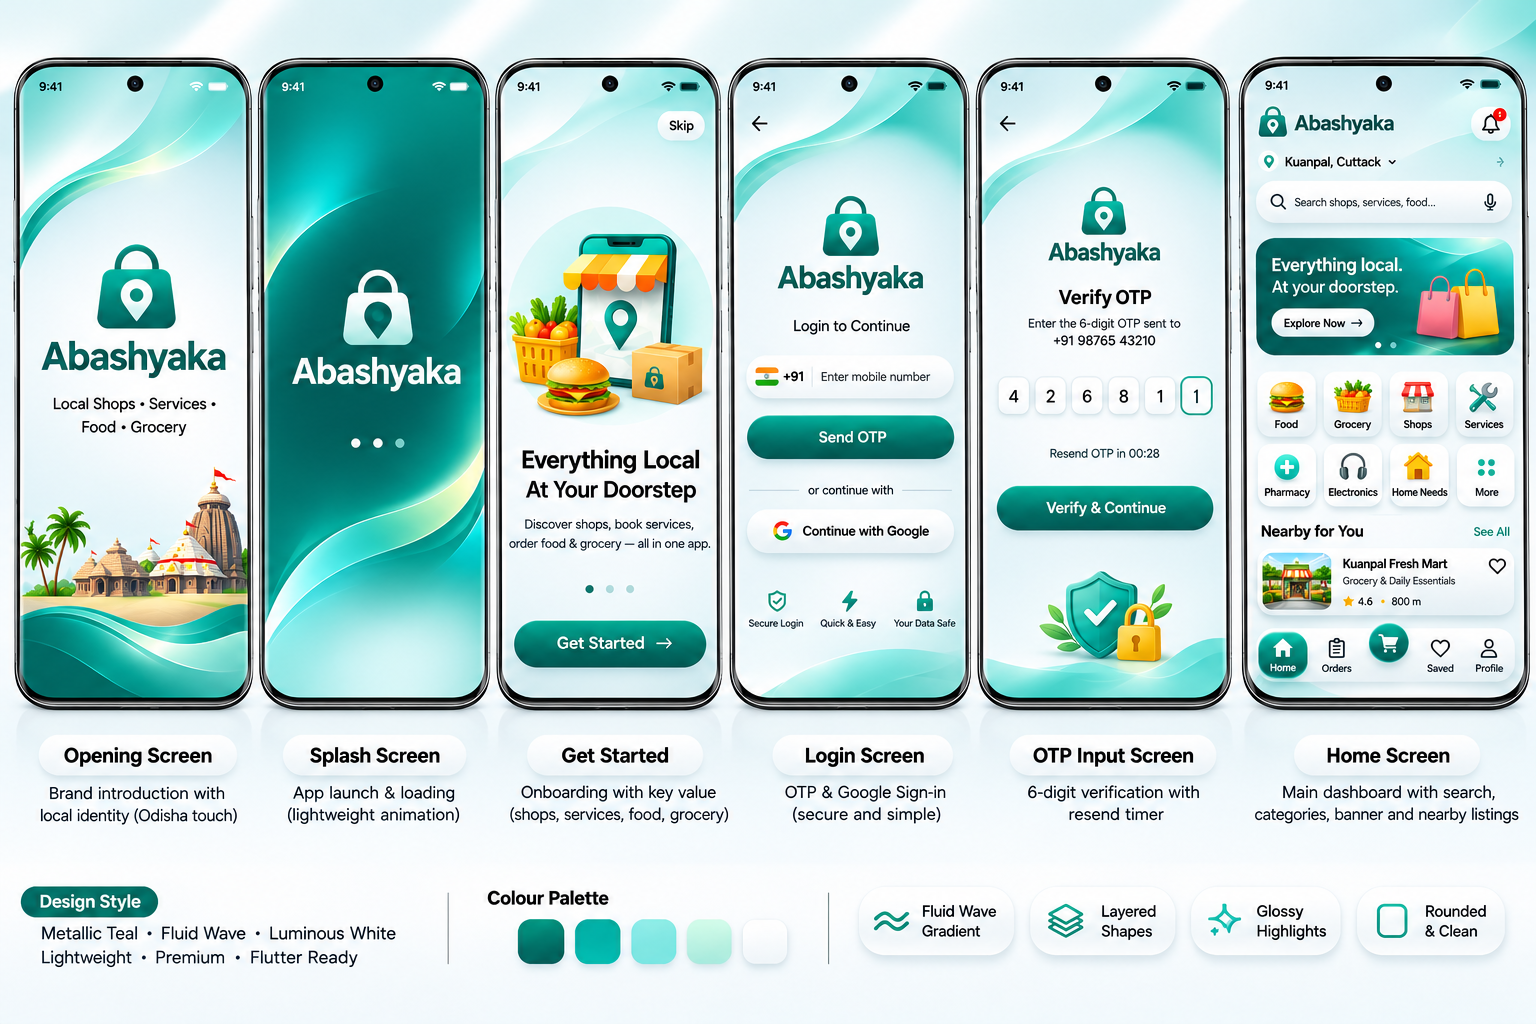 9:41
Abashyaka
Local Shops • Services •
Food • Grocery
9:41
Abashyaka
9:41
Skip
Everything Local
At Your Doorstep
Discover shops, book services,
order food & grocery — all in one app.
Get Started →
9:41
←
Abashyaka
Login to Continue
+91 Enter mobile number
Send OTP
or continue with
G Continue with Google
Secure Login Quick & Easy Your Data Safe
9:41
←
Abashyaka
Verify OTP
Enter the 6-digit OTP sent to
+91 98765 43210
4 2 6 8 1 1
Resend OTP in 00:28
Verify & Continue
9:41
Abashyaka
Kuanpal, Cuttack
Search shops, services, food...
Everything local.
At your doorstep.
Explore Now →
Food Grocery Shops Services
Pharmacy Electronics Home Needs More
Nearby for You See All
Kuanpal Fresh Mart
Grocery & Daily Essentials
4.6 • 800 m
Home Orders Saved Profile
Opening Screen
Brand introduction with
local identity (Odisha touch)
Splash Screen
App launch & loading
(lightweight animation)
Get Started
Onboarding with key value
(shops, services, food, grocery)
Login Screen
OTP & Google Sign-in
(secure and simple)
OTP Input Screen
6-digit verification with
resend timer
Home Screen
Main dashboard with search,
categories, banner and nearby listings
Design Style
Metallic Teal • Fluid Wave • Luminous White
Lightweight • Premium • Flutter Ready
Colour Palette
Fluid Wave
Gradient
Layered
Shapes
Glossy
Highlights
Rounded
& Clean